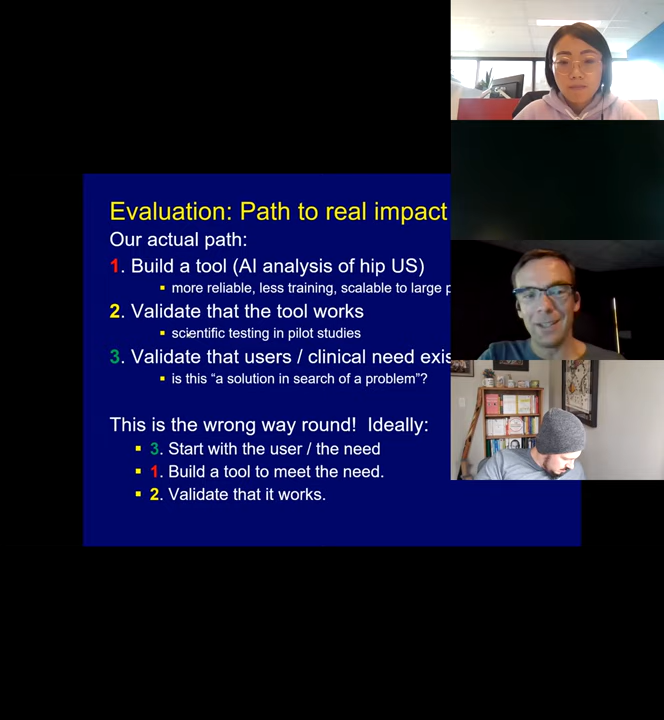 Evaluation: Path to real impact
Our actual path:
1. Build a tool (AI analysis of hip US)
▪ more reliable, less training, scalable to large
2. Validate that the tool works
▪ scientific testing in pilot studies
3. Validate that users / clinical need
▪ is this “a solution in search of a problem”?
This is the wrong way round! Ideally:
▪ 3. Start with the user / the need
▪ 1. Build a tool to meet the need.
▪ 2. Validate that it works.